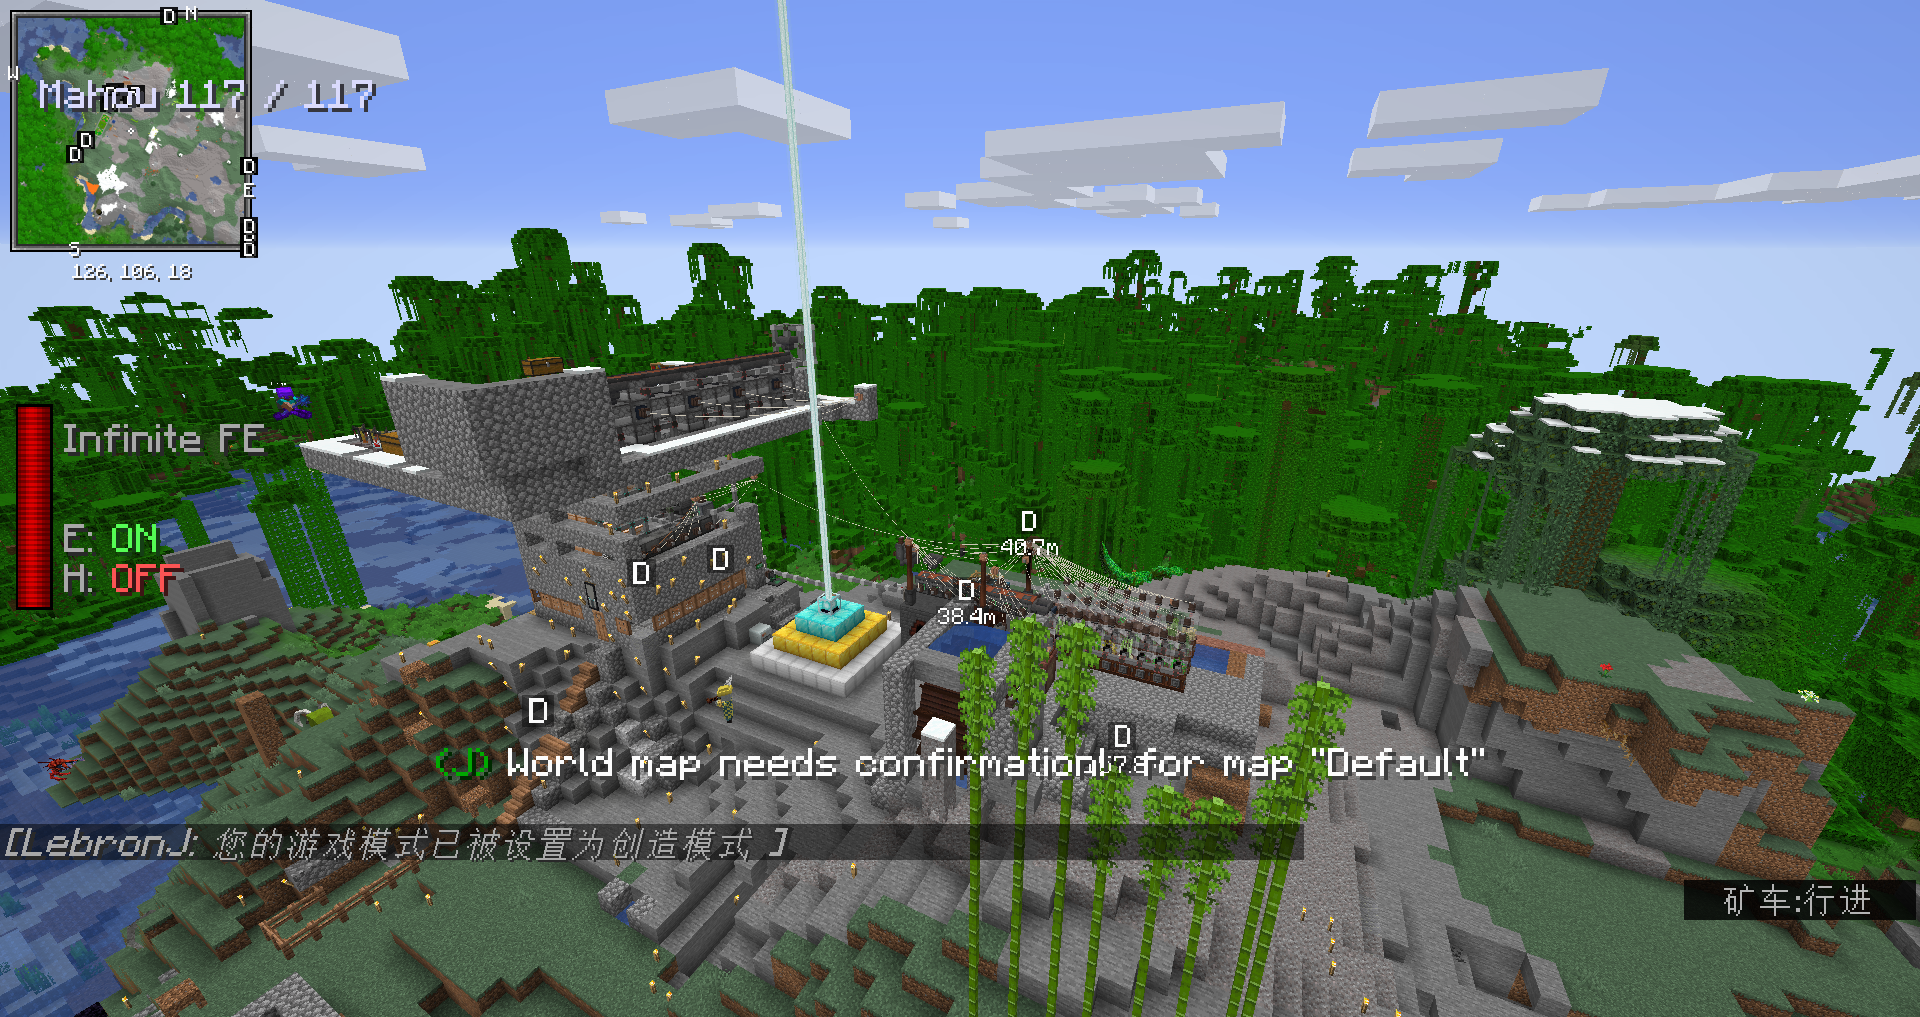 D N
W
Mahou 117 / 117
D
D
D
E
D
D
S
126, 106, 18
Infinite FE
E: ON
H: OFF
D
40.7m
D
D
D
38.4m
D
D
(J) World map needs confirmation! for map "Default"
[LebronJ: 您的游戏模式已被设置为创造模式 ]
矿车:行进